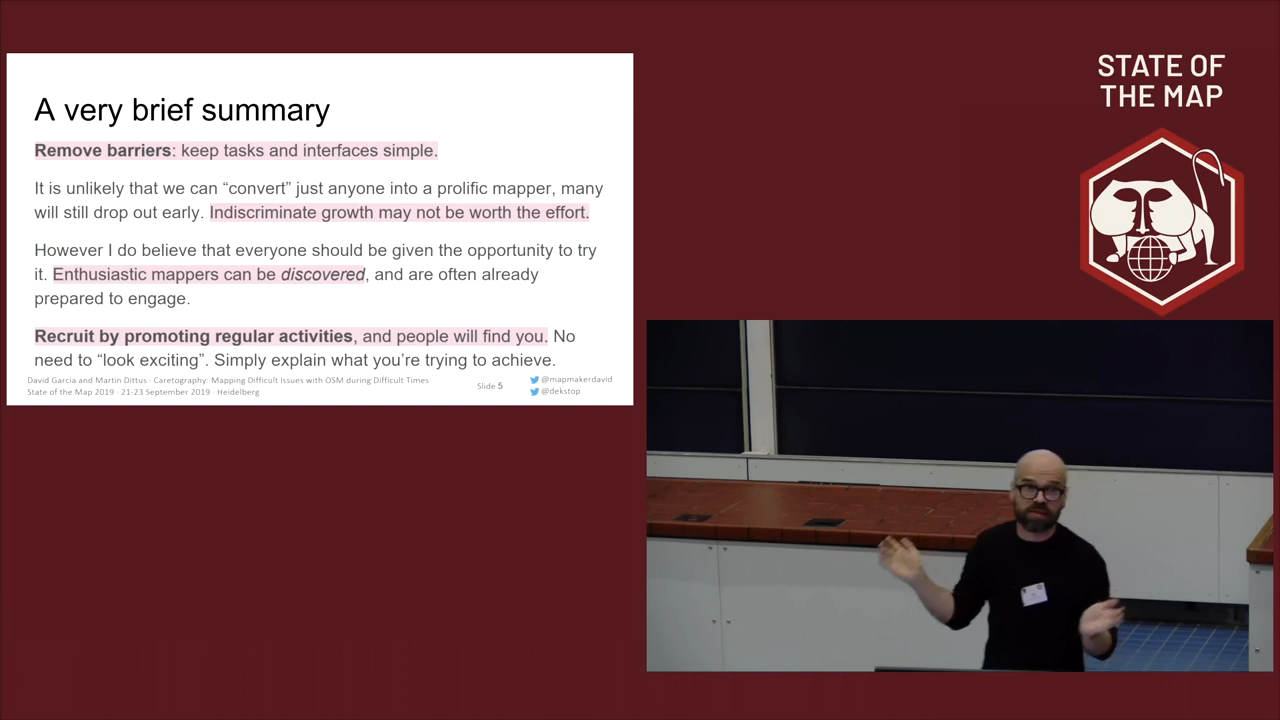 A very brief summary
Remove barriers: keep tasks and interfaces simple.
It is unlikely that we can “convert” just anyone into a prolific mapper, many
will still drop out early. Indiscriminate growth may not be worth the effort.
However I do believe that everyone should be given the opportunity to try
it. Enthusiastic mappers can be discovered, and are often already
prepared to engage.
Recruit by promoting regular activities, and people will find you. No
need to “look exciting”. Simply explain what you’re trying to achieve.
David Garcia and Martin Dittus · Caretography: Mapping Difficult Issues with OSM during Difficult Times
State of the Map 2019 · 21-23 September 2019 · Heidelberg
Slide 5
@mapmakerdavid
@dekstop
STATE OF
THE MAP